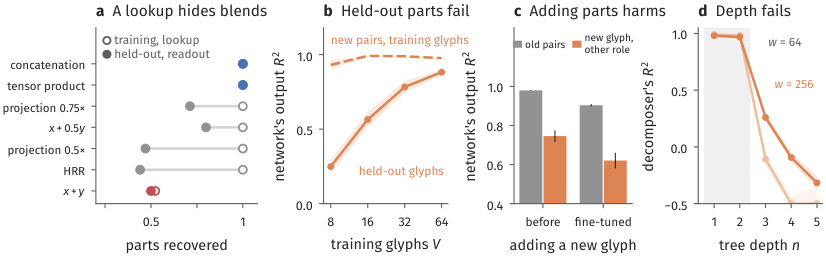 a A lookup hides blends
training, lookup
held-out, readout
concatenation
tensor product
projection 0.75×
x + 0.5y
projection 0.5×
HRR
x + y
0.5 1
parts recovered
b Held-out parts fail
network's output R²
new pairs, training glyphs
held-out glyphs
1.0
0.5
0.0
8 16 32 64
training glyphs V
c Adding parts harms
network's output R²
old pairs
new glyph,
other role
1.0
0.8
0.6
0.4
before fine-tuned
adding a new glyph
d Depth fails
decomposer's R²
w = 64
w = 256
1.0
0.5
0.0
−0.5
1 2 3 4 5
tree depth n